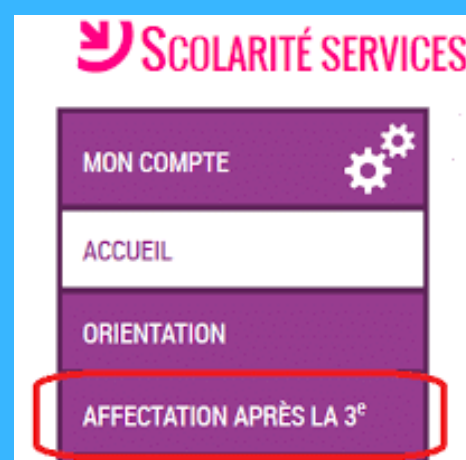 SCOLARITÉ SERVICES
MON COMPTE
ACCUEIL
ORIENTATION
AFFECTATION APRÈS LA 3e